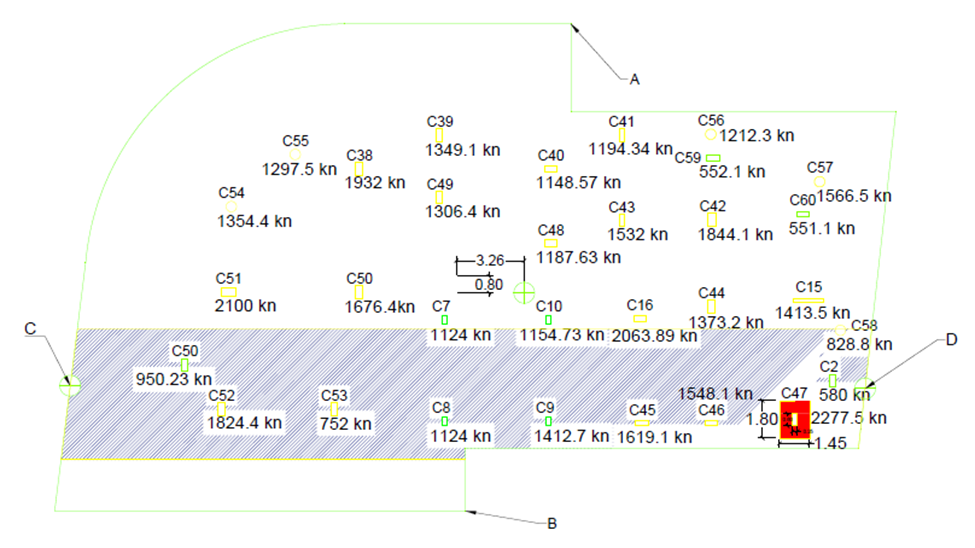 A
C39
1349.1 kn
C41
1194.34 kn
C56
1212.3 kn
C55
1297.5 kn
C38
1932 kn
C40
1148.57 kn
C59
552.1 kn
C57
1566.5 kn
C54
1354.4 kn
C49
1306.4 kn
C43
1532 kn
C42
1844.1 kn
C60
551.1 kn
C48
1187.63 kn
3.26
0.80
C51
2100 kn
C50
1676.4kn
C7
1124 kn
C10
1154.73 kn
C16
2063.89 kn
C44
1373.2 kn
C15
1413.5 kn
C58
828.8 kn
C
D
C50
950.23 kn
C2
580 kn
C52
1824.4 kn
C53
752 kn
C8
1124 kn
C9
1412.7 kn
C45
1619.1 kn
1548.1 kn
C46
C47
2277.5 kn
1.80
1.45
B